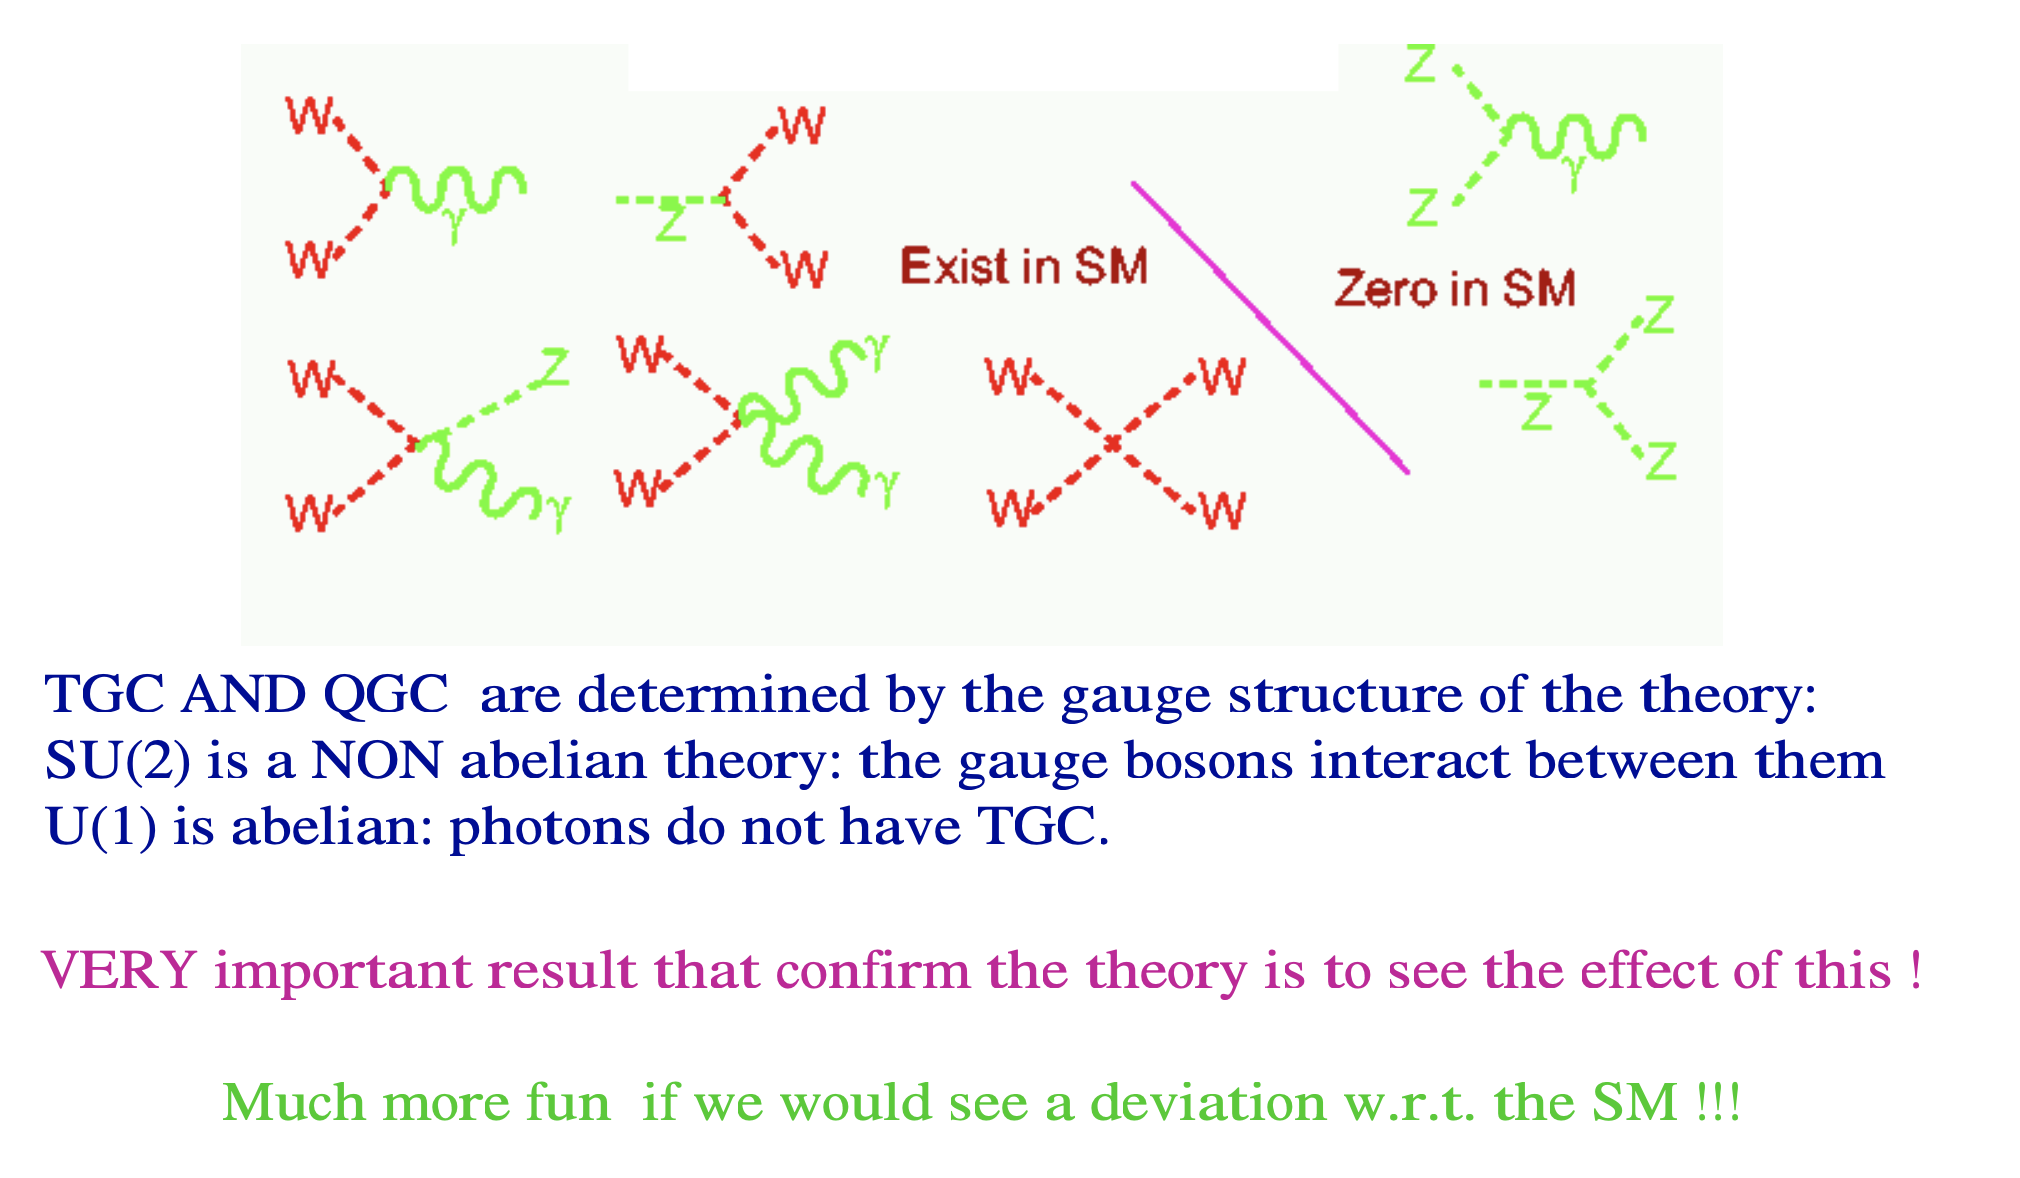 W
W
γ
Z
W
W
Exist in SM
Z
Z
γ
Zero in SM
W
W
Z
γ
W
W
γ
γ
W
W
W
W
Z
Z
Z
TGC AND QGC are determined by the gauge structure of the theory:
SU(2) is a NON abelian theory: the gauge bosons interact between them
U(1) is abelian: photons do not have TGC.
VERY important result that confirm the theory is to see the effect of this !
Much more fun if we would see a deviation w.r.t. the SM !!!